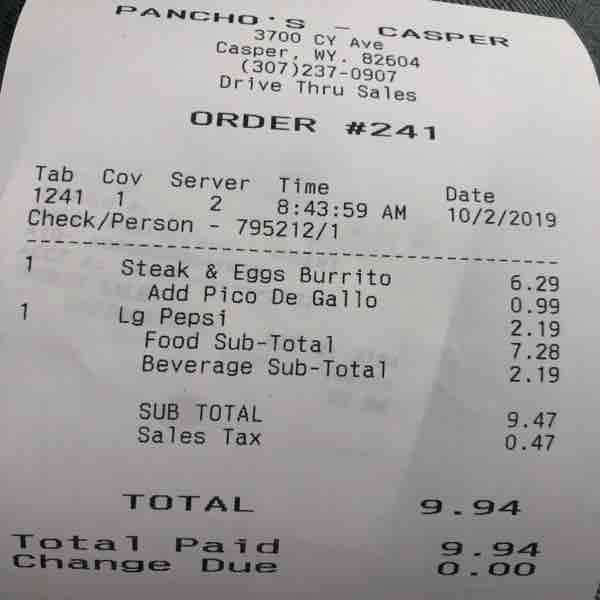 PANCHO'S - CASPER
3700 CY Ave
Casper, WY. 82604
(307)237-0907
Drive Thru Sales
ORDER #241
Tab Cov Server Time Date
1241 1 2 8:43:59 AM 10/2/2019
Check/Person - 795212/1
1 Steak & Eggs Burrito 6.29
Add Pico De Gallo 0.99
1 Lg Pepsi 2.19
Food Sub-Total 7.28
Beverage Sub-Total 2.19
SUB TOTAL 9.47
Sales Tax 0.47
TOTAL 9.94
Total Paid 9.94
Change Due 0.00